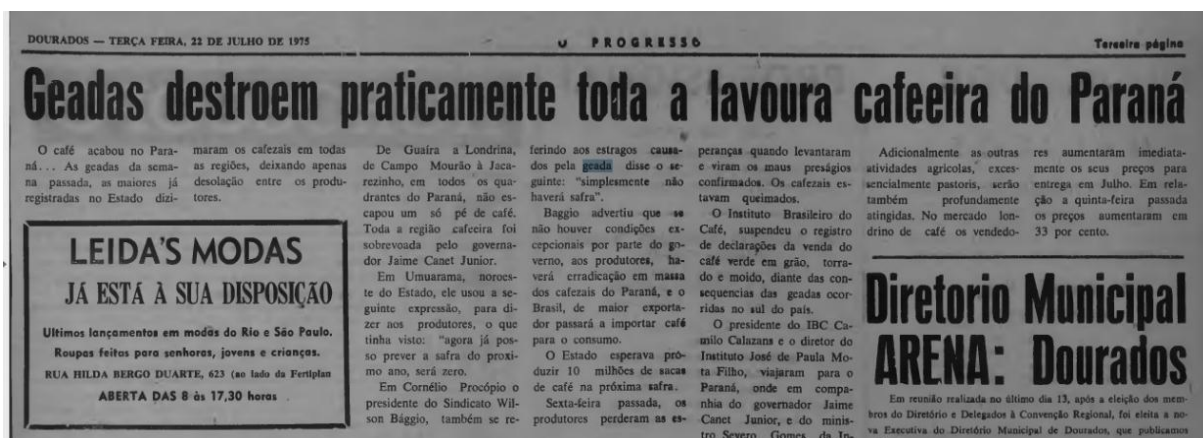 DOURADOS — TERÇA FEIRA, 22 DE JULHO DE 1975
O PROGRESSO
Terceira página
Geadas destroem praticamente toda a lavoura cafeeira do Paraná
O café acabou no Para-
ná... As geadas da sema-
na passada, as maiores já
registradas no Estado dizi-
maram os cafezais em todas
as regiões, deixando apenas
desolação entre os produ-
tores.
LEIDA'S MODAS
JÁ ESTÁ À SUA DISPOSIÇÃO
Ultimos lançamentos em modas do Rio e São Paulo.
Roupas feitas para senhoras, jovens e crianças.
RUA HILDA BERGO DUARTE, 623 (ao lado da Fertiplan
ABERTA DAS 8 às 17,30 horas
De Guaíra a Londrina,
de Campo Mourão à Jaca-
rezinho, em todos os qua-
drantes do Paraná, não es-
capou um só pé de café.
Toda a região cafeeira foi
sobrevoada pelo governa-
dor Jaime Canet Junior.
Em Umuarama, noroes-
te do Estado, ele usou a se-
guinte expressão, para di-
zer aos produtores, o que
tinha visto: "agora já pos-
so prever a safra do proxi-
mo ano, será zero.
Em Cornélio Procópio o
presidente do Sindicato Wil-
son Bággio, também se re-
ferindo aos estragos causa-
dos pela geada disse o se-
guinte: "simplesmente não
haverá safra".
Baggio advertiu que se
não houver condições ex-
cepcionais por parte do go-
verno, aos produtores, ha-
verá erradicação em massa
dos cafezais do Paraná, e o
Brasil, de maior exporta-
dor passará a importar café
para o consumo.
O Estado esperava pro-
duzir 10 milhões de sacas
de café na próxima safra.
Sexta-feira passada, os
produtores perderam as es-
peranças quando levantaram
e viram os maus preságios
confirmados. Os cafezais es-
tavam queimados.
O Instituto Brasileiro do
Café, suspendeu o registro
de declarações da venda do
café verde em grão, torra-
do e moido, diante das con-
sequencias das geadas ocor-
ridas no sul do país.
O presidente do IBC Ca-
milo Calazans e o diretor do
Instituto José de Paula Mo-
ta Filho, viajaram para o
Paraná, onde em compa-
nhia do governador Jaime
Canet Junior, e do minis-
tro Severo Gomes, da In-
Adicionalmente as outras
atividades agricolas, exces-
sencialmente pastoris, serão
também profundamente
atingidas. No mercado lon-
drino de café os vendedo-
res aumentaram imediata-
mente os seus preços para
entrega em Julho. Em rela-
ção a quinta-feira passada
os preços aumentaram em
33 por cento.
Diretorio Municipal
ARENA: Dourados
Em reunião realizada no último dia 13, após a eleição dos mem-
bros do Diretório e Delegados à Convenção Regional, foi eleita a no-
va Executiva do Diretório Municipal de Dourados, que publicamos